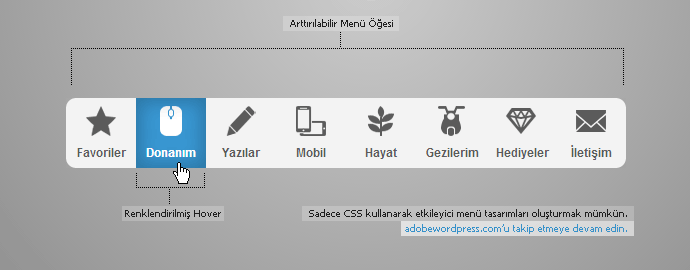 Arttırılabilir Menü Öğesi
Favoriler Donanım Yazılar Mobil Hayat Gezilerim Hediyeler İletişim
Renklendirilmiş Hover
Sadece CSS kullanarak etkileyici menü tasarımları oluşturmak mümkün.
adobewordpress.com'u takip etmeye devam edin.